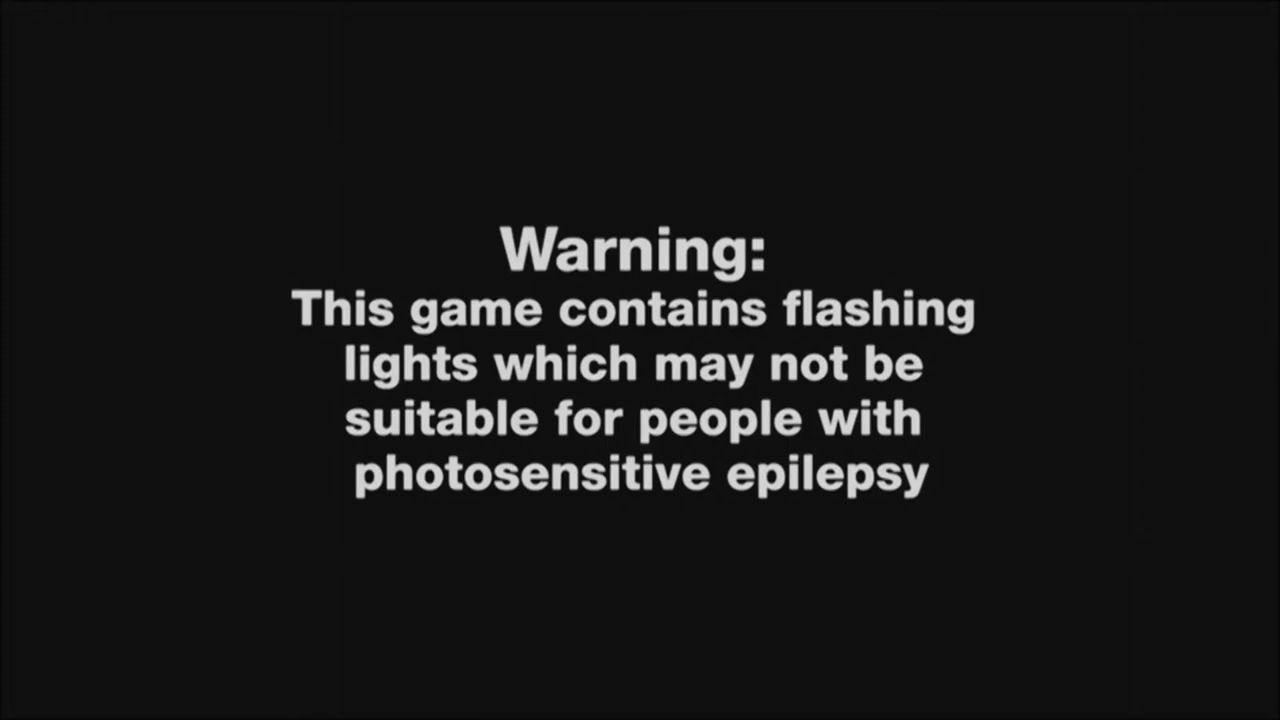 Warning:
This game contains flashing
lights which may not be
suitable for people with
photosensitive epilepsy